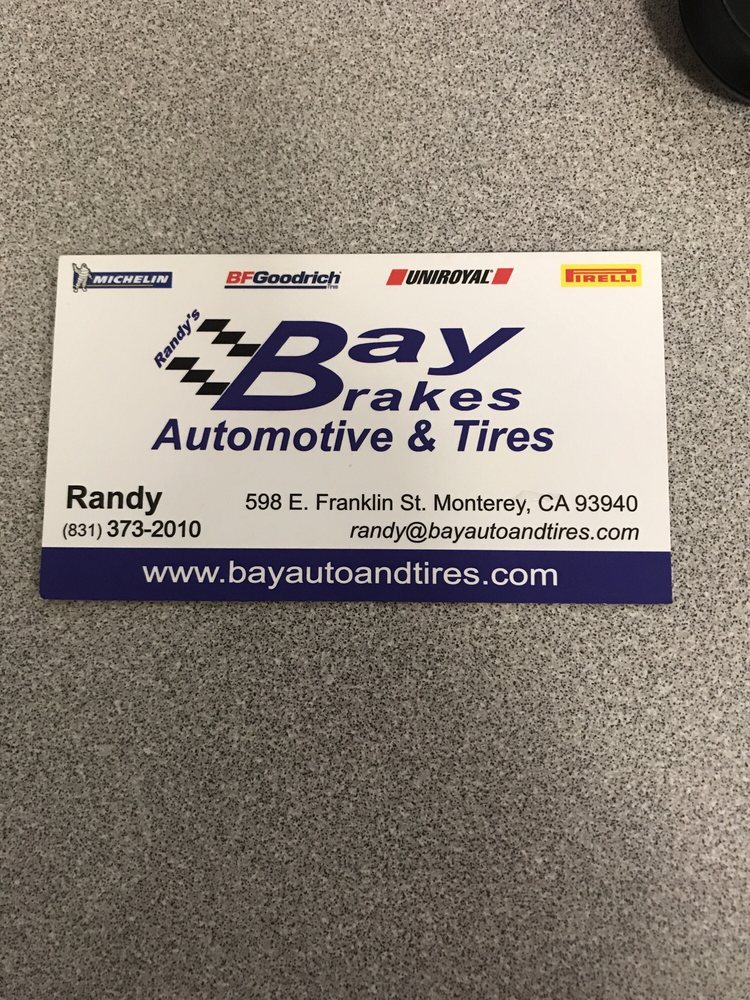 MICHELIN BFGoodrich Tires UNIROYAL PIRELLI
Randy's
Bay
Brakes
Automotive & Tires
Randy 598 E. Franklin St. Monterey, CA 93940
(831) 373-2010 randy@bayautoandtires.com
www.bayautoandtires.com